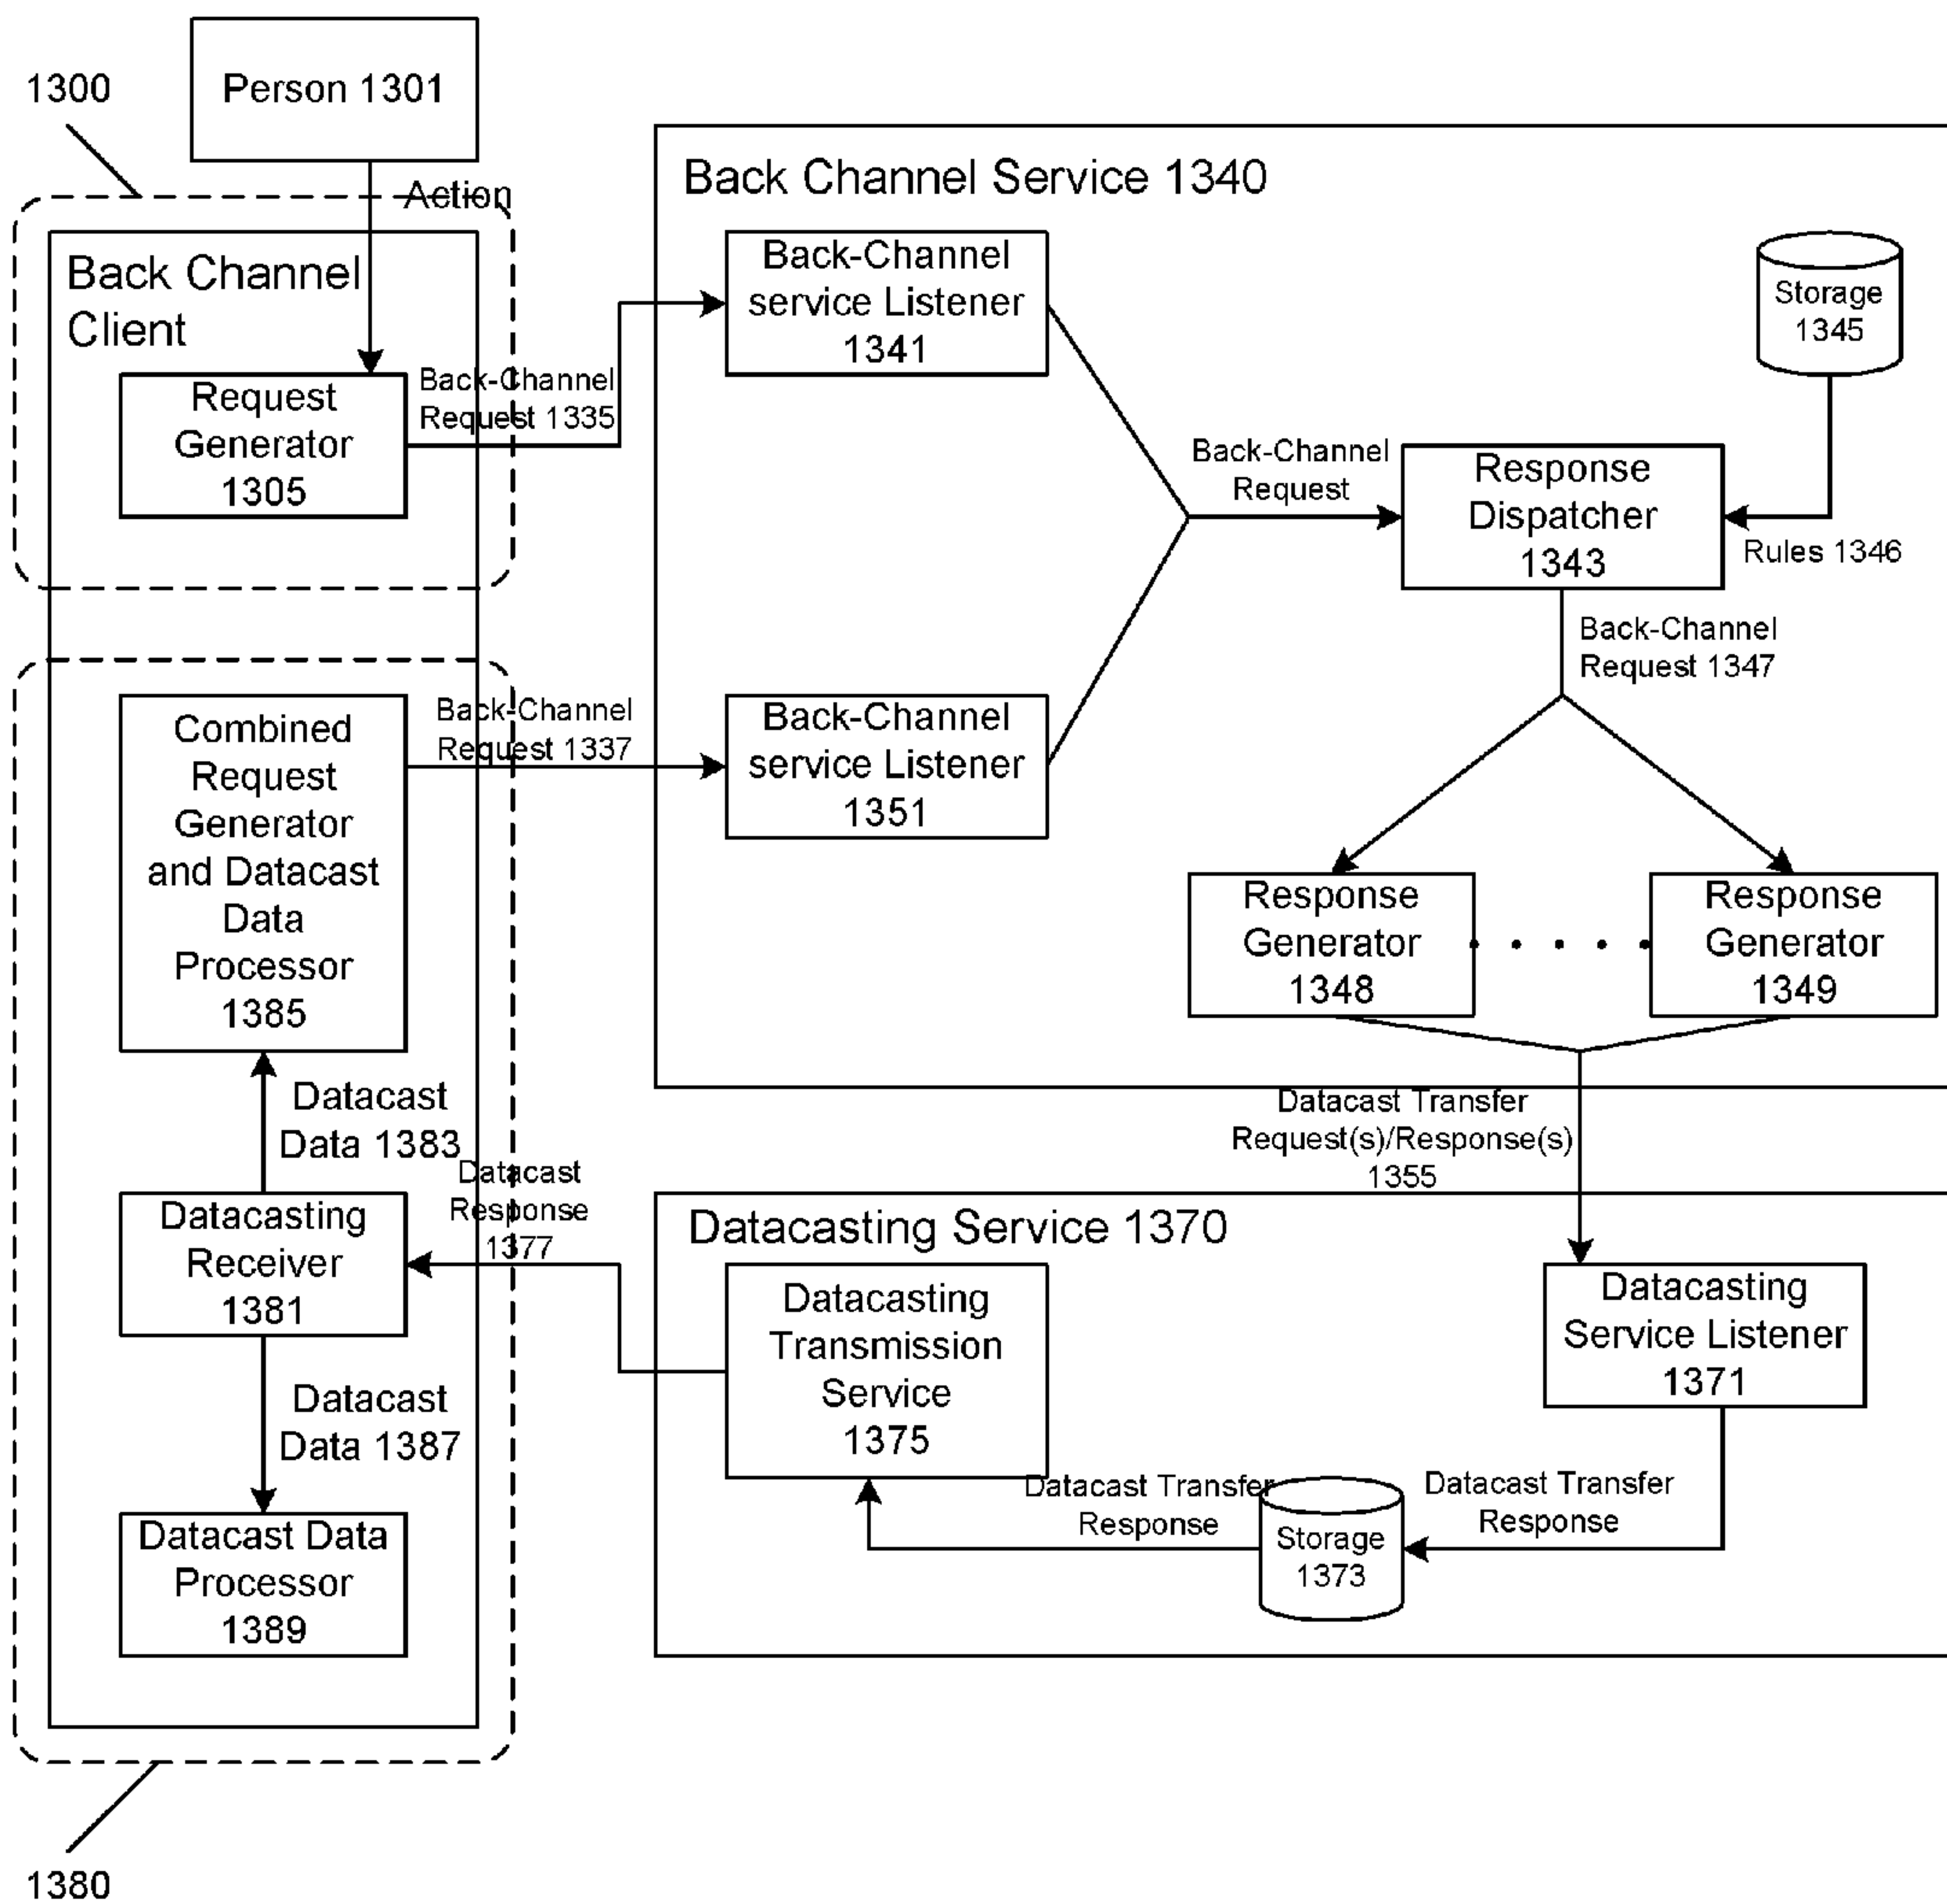 Person 1301
1300
Action
Back Channel
Client
Request
Generator
1305
Back-Channel
Request 1335
Back Channel Service 1340
Back-Channel
service Listener
1341
Storage
1345
Back-Channel
Request
Response
Dispatcher
1343
Rules 1346
Back-Channel
Request 1347
Combined
Request
Generator
and Datacast
Data
Processor
1385
Back-Channel
Request 1337
Back-Channel
service Listener
1351
Response
Generator
1348
Response
Generator
1349
Datacast
Data 1383
Datacast Transfer
Request(s)/Response(s)
1355
Datacasting
Receiver
1381
Datacast
Response
1377
Datacasting Service 1370
Datacasting
Transmission
Service
1375
Datacasting
Service Listener
1371
Datacast
Data 1387
Datacast Transfer
Response
Storage
1373
Datacast Transfer
Response
Datacast Data
Processor
1389
1380